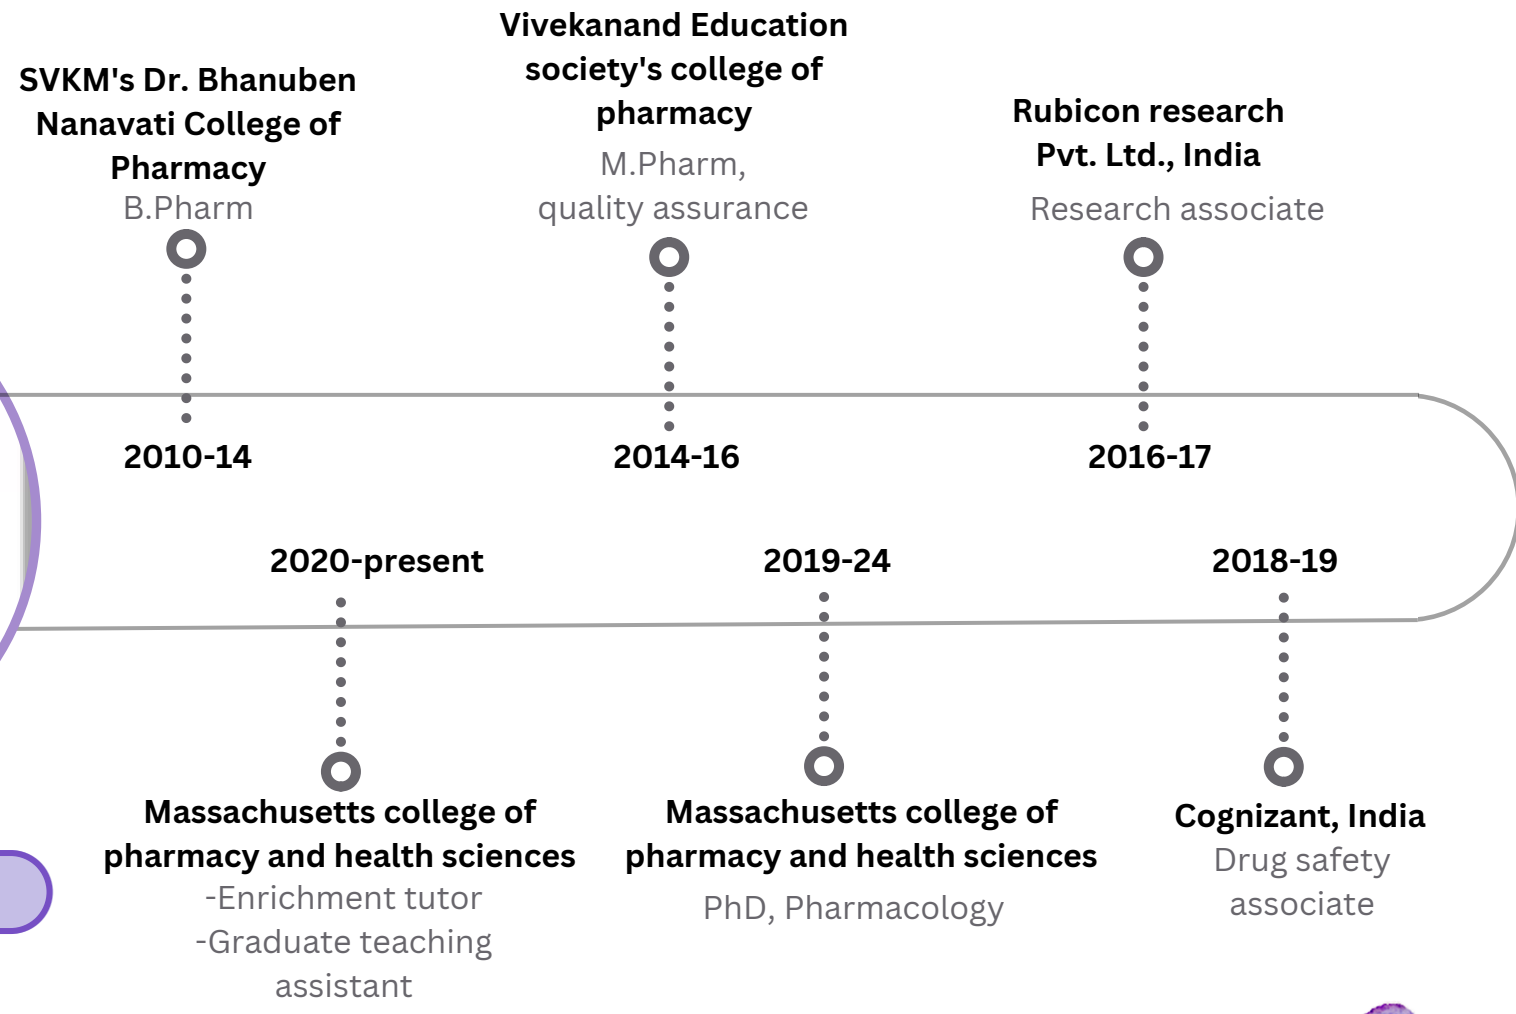 SVKM's Dr. Bhanuben
Nanavati College of
Pharmacy
B.Pharm
2010-14
Vivekanand Education
society's college of
pharmacy
M.Pharm,
quality assurance
2014-16
Rubicon research
Pvt. Ltd., India
Research associate
2016-17
2018-19
Cognizant, India
Drug safety
associate
2019-24
Massachusetts college of
pharmacy and health sciences
PhD, Pharmacology
2020-present
Massachusetts college of
pharmacy and health sciences
-Enrichment tutor
-Graduate teaching
assistant